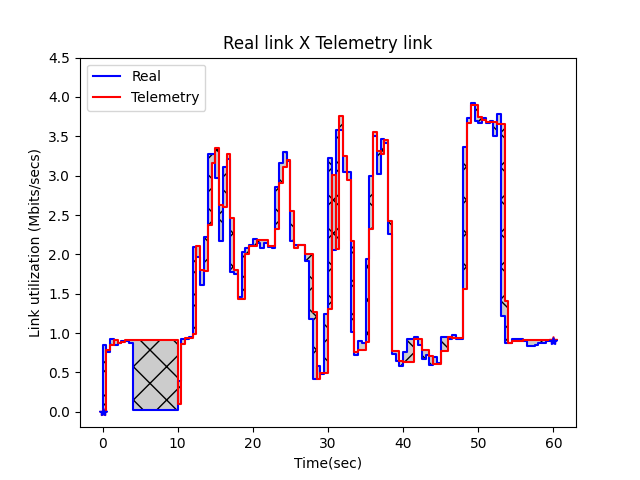 Real link X Telemetry link
Link utilization (Mbits/secs)
4.5
4.0
3.5
3.0
2.5
2.0
1.5
1.0
0.5
0.0
Real
Telemetry
0 10 20 30 40 50 60
Time(sec)